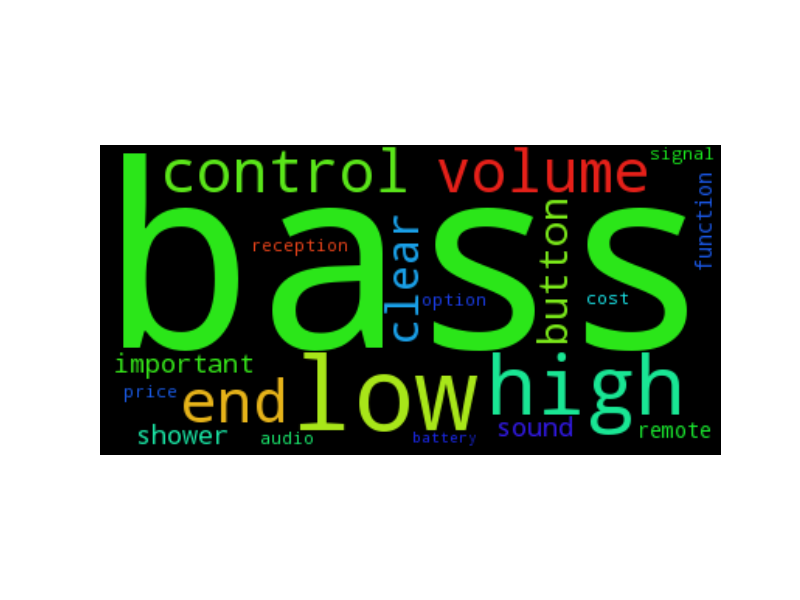 control
volume
signal
function
bass
reception
clear
option
button
cost
important
price
end
low
high
shower
audio
battery
sound
remote